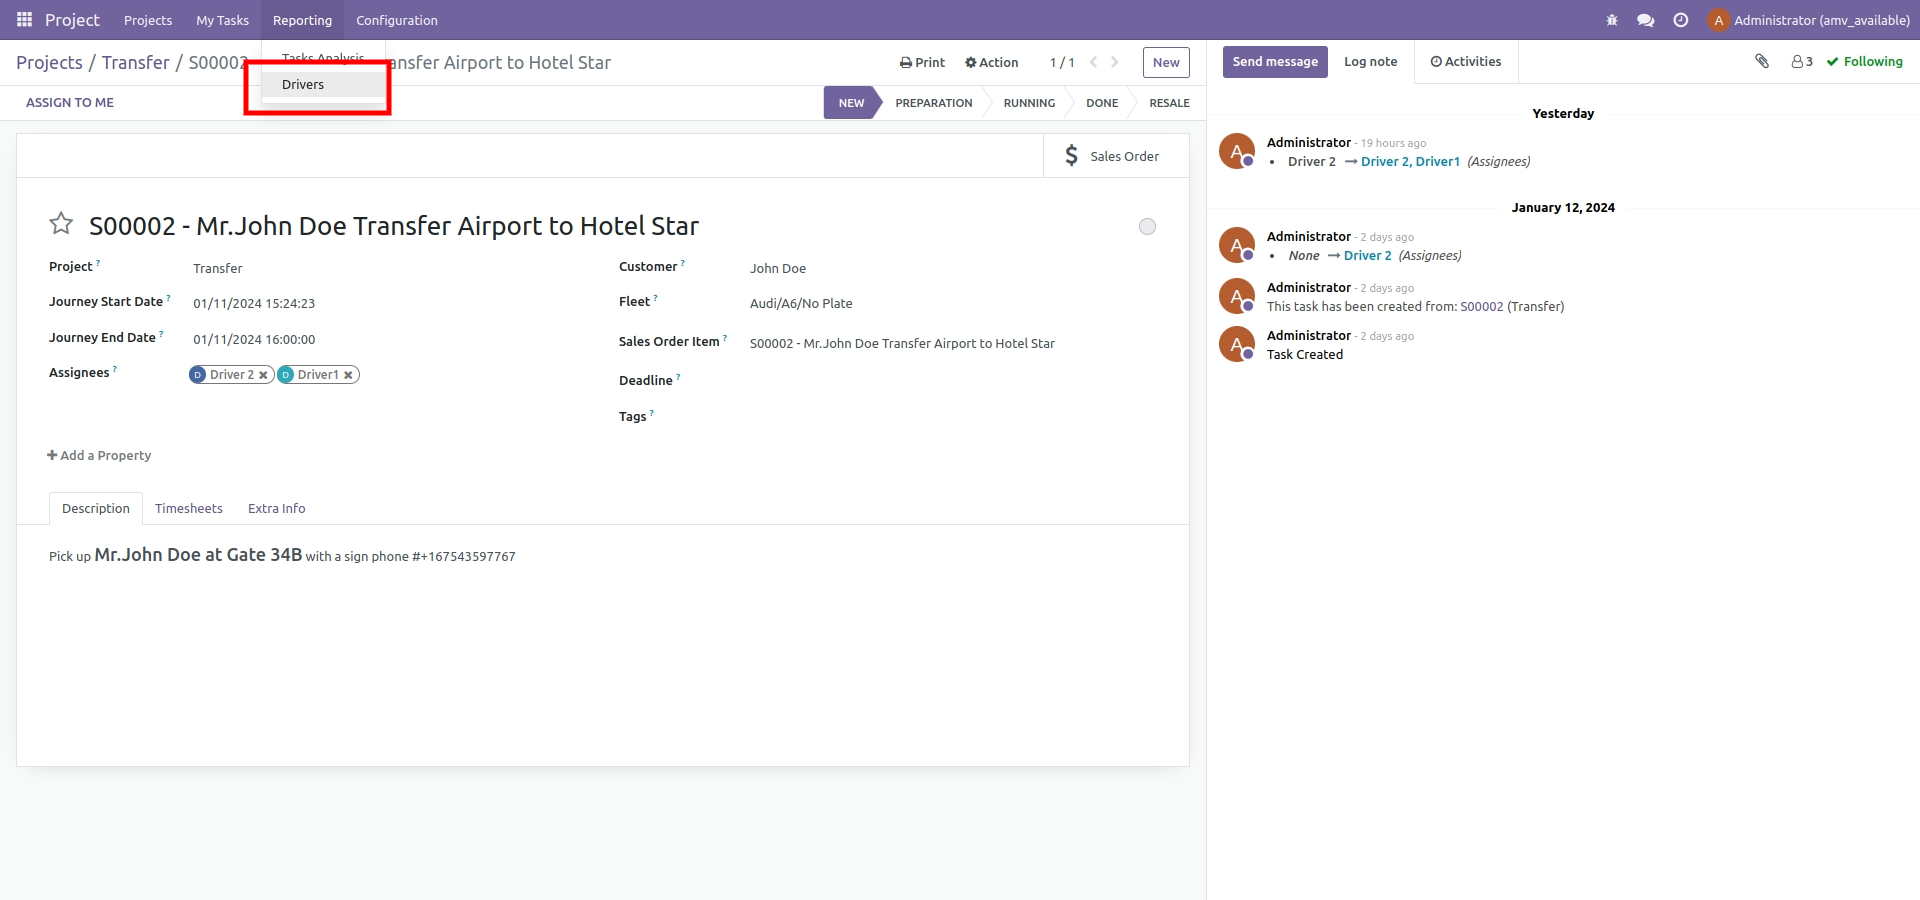 Project Projects My Tasks Reporting Configuration
A Administrator (amv_available)
Projects / Transfer / S00002 ansfer Airport to Hotel Star
Tasks Analysis
Drivers
Print Action 1 / 1 New
ASSIGN TO ME
NEW PREPARATION RUNNING DONE RESALE
$ Sales Order
S00002 - Mr.John Doe Transfer Airport to Hotel Star
Project ? Transfer
Customer ? John Doe
Journey Start Date ? 01/11/2024 15:24:23
Fleet ? Audi/A6/No Plate
Journey End Date ? 01/11/2024 16:00:00
Sales Order Item ? S00002 - Mr.John Doe Transfer Airport to Hotel Star
Assignees ? D Driver 2 D Driver1
Deadline ?
Tags ?
Add a Property
Description Timesheets Extra Info
Pick up Mr.John Doe at Gate 34B with a sign phone #+167543597767
Send message Log note Activities 3 Following
Yesterday
A Administrator - 19 hours ago
• Driver 2 → Driver 2, Driver1 (Assignees)
January 12, 2024
A Administrator - 2 days ago
• None → Driver 2 (Assignees)
A Administrator - 2 days ago
This task has been created from: S00002 (Transfer)
A Administrator - 2 days ago
Task Created